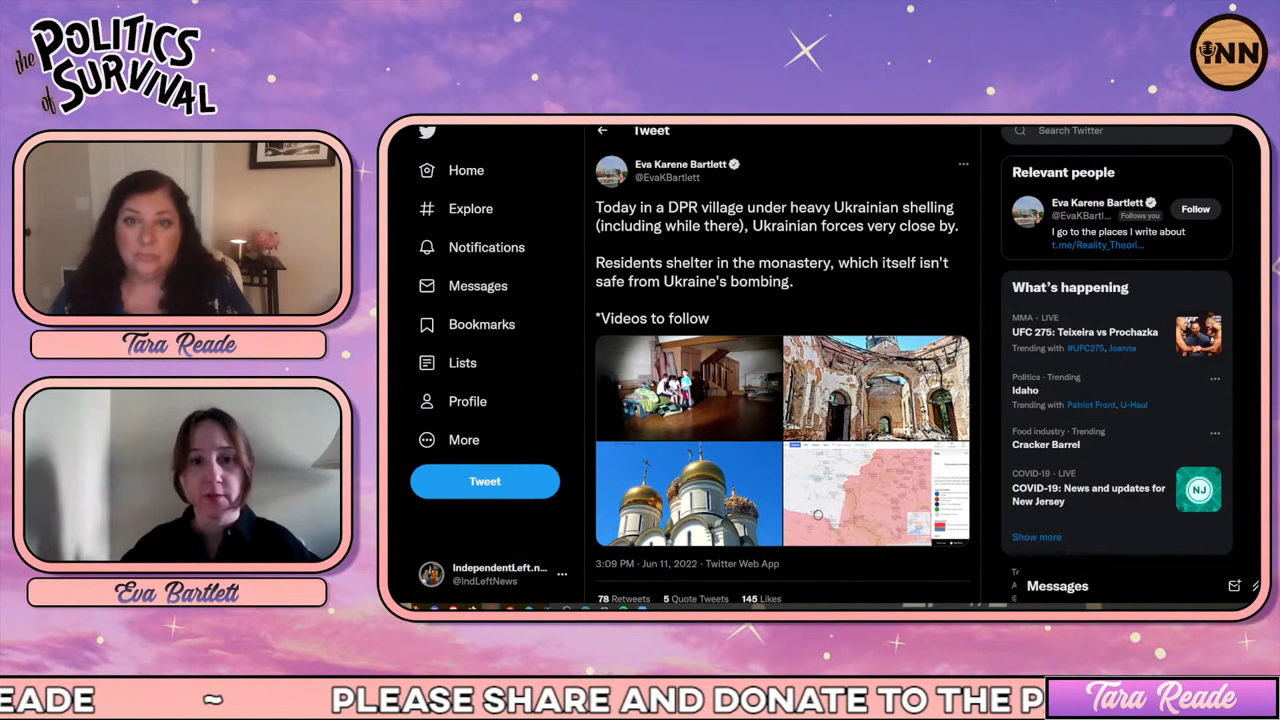 the POLITICS
of SURVIVAL
iNN
Tara Reade
Eva Bartlett
Home
Explore
Notifications
Messages
Bookmarks
Lists
Profile
More
Tweet
IndependentLeft.n...
@IndLeftNews
Tweet
Eva Karene Bartlett
@EvaKBartlett
Today in a DPR village under heavy Ukrainian shelling
(including while there), Ukrainian forces very close by.
Residents shelter in the monastery, which itself isn't
safe from Ukraine's bombing.
*Videos to follow
3:09 PM · Jun 11, 2022 · Twitter Web App
78 Retweets 5 Quote Tweets 145 Likes
Search Twitter
Relevant people
Eva Karene Bartlett
@EvaKBartl... Follows you
Follow
I go to the places I write about
t.me/Reality_Theori...
What's happening
MMA · LIVE
UFC 275: Teixeira vs Prochazka
Trending with #UFC275, Joanna
Politics · Trending
Idaho
Trending with Patriot Front, U-Haul
Food industry · Trending
Cracker Barrel
COVID-19 · LIVE
COVID-19: News and updates for
New Jersey
NJ
Show more
Messages
EADE ~ PLEASE SHARE AND DONATE TO THE P
Tara Reade